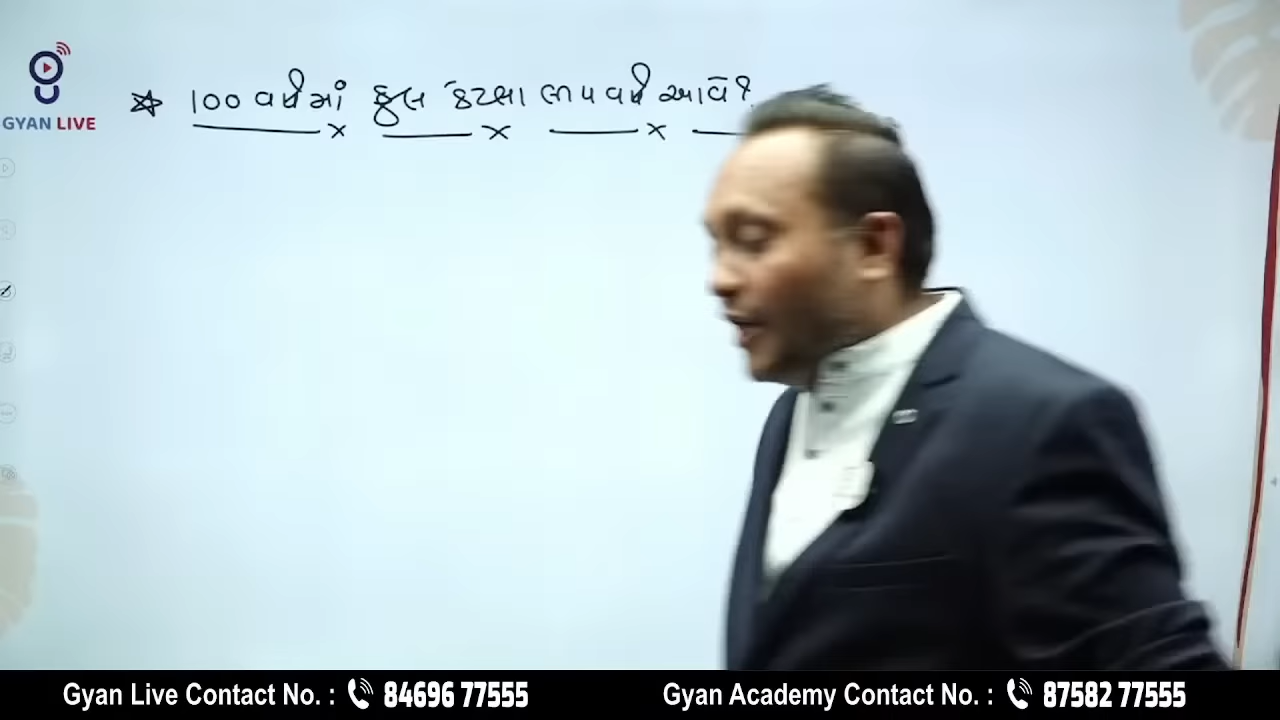 GYAN LIVE
100 વર્ષમાં કુલ કેટલા લીપ વર્ષ આવે?
Gyan Live Contact No. : 84696 77555 Gyan Academy Contact No. : 87582 77555